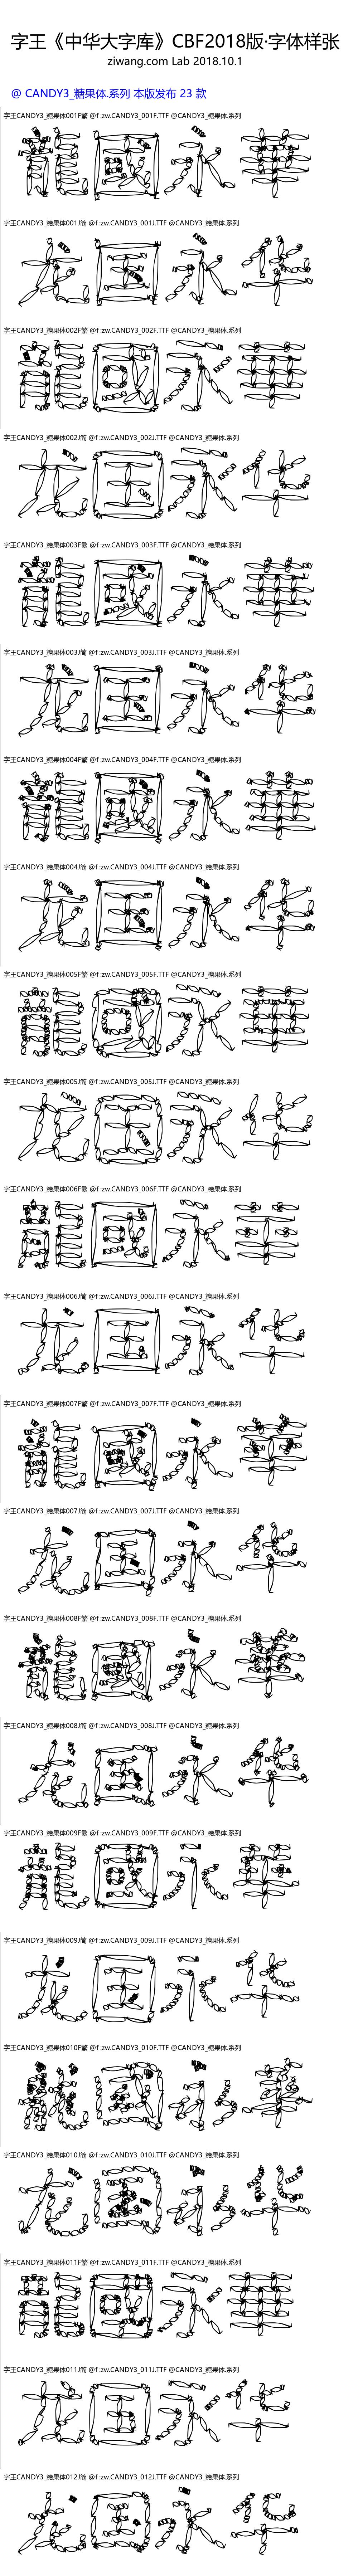 字王《中华大字库》CBF2018版·字体样张
ziwang.com Lab 2018.10.1
@ CANDY3_糖果体.系列 本版发布 23 款
字王CANDY3_糖果体001F繁 @f:zw.CANDY3_001F.TTF @CANDY3_糖果体.系列
龍國永華
字王CANDY3_糖果体001J简 @f:zw.CANDY3_001J.TTF @CANDY3_糖果体.系列
龙国永华
字王CANDY3_糖果体002F繁 @f:zw.CANDY3_002F.TTF @CANDY3_糖果体.系列
龍國永華
字王CANDY3_糖果体002J简 @f:zw.CANDY3_002J.TTF @CANDY3_糖果体.系列
龙国永华
字王CANDY3_糖果体003F繁 @f:zw.CANDY3_003F.TTF @CANDY3_糖果体.系列
龍國永華
字王CANDY3_糖果体003J简 @f:zw.CANDY3_003J.TTF @CANDY3_糖果体.系列
龙国永华
字王CANDY3_糖果体004F繁 @f:zw.CANDY3_004F.TTF @CANDY3_糖果体.系列
龍國永華
字王CANDY3_糖果体004J简 @f:zw.CANDY3_004J.TTF @CANDY3_糖果体.系列
龙国永华
字王CANDY3_糖果体005F繁 @f:zw.CANDY3_005F.TTF @CANDY3_糖果体.系列
龍國永華
字王CANDY3_糖果体005J简 @f:zw.CANDY3_005J.TTF @CANDY3_糖果体.系列
龙国永华
字王CANDY3_糖果体006F繁 @f:zw.CANDY3_006F.TTF @CANDY3_糖果体.系列
龍國永華
字王CANDY3_糖果体006J简 @f:zw.CANDY3_006J.TTF @CANDY3_糖果体.系列
龙国永华
字王CANDY3_糖果体007F繁 @f:zw.CANDY3_007F.TTF @CANDY3_糖果体.系列
龍國永華
字王CANDY3_糖果体007J简 @f:zw.CANDY3_007J.TTF @CANDY3_糖果体.系列
龙国永华
字王CANDY3_糖果体008F繁 @f:zw.CANDY3_008F.TTF @CANDY3_糖果体.系列
龍國永華
字王CANDY3_糖果体008J简 @f:zw.CANDY3_008J.TTF @CANDY3_糖果体.系列
龙国永华
字王CANDY3_糖果体009F繁 @f:zw.CANDY3_009F.TTF @CANDY3_糖果体.系列
龍國永華
字王CANDY3_糖果体009J简 @f:zw.CANDY3_009J.TTF @CANDY3_糖果体.系列
龙国永华
字王CANDY3_糖果体010F繁 @f:zw.CANDY3_010F.TTF @CANDY3_糖果体.系列
龍國永華
字王CANDY3_糖果体010J简 @f:zw.CANDY3_010J.TTF @CANDY3_糖果体.系列
龙国永华
字王CANDY3_糖果体011F繁 @f:zw.CANDY3_011F.TTF @CANDY3_糖果体.系列
龍國永華
字王CANDY3_糖果体011J简 @f:zw.CANDY3_011J.TTF @CANDY3_糖果体.系列
龙国永华
字王CANDY3_糖果体012J简 @f:zw.CANDY3_012J.TTF @CANDY3_糖果体.系列
龙国永华